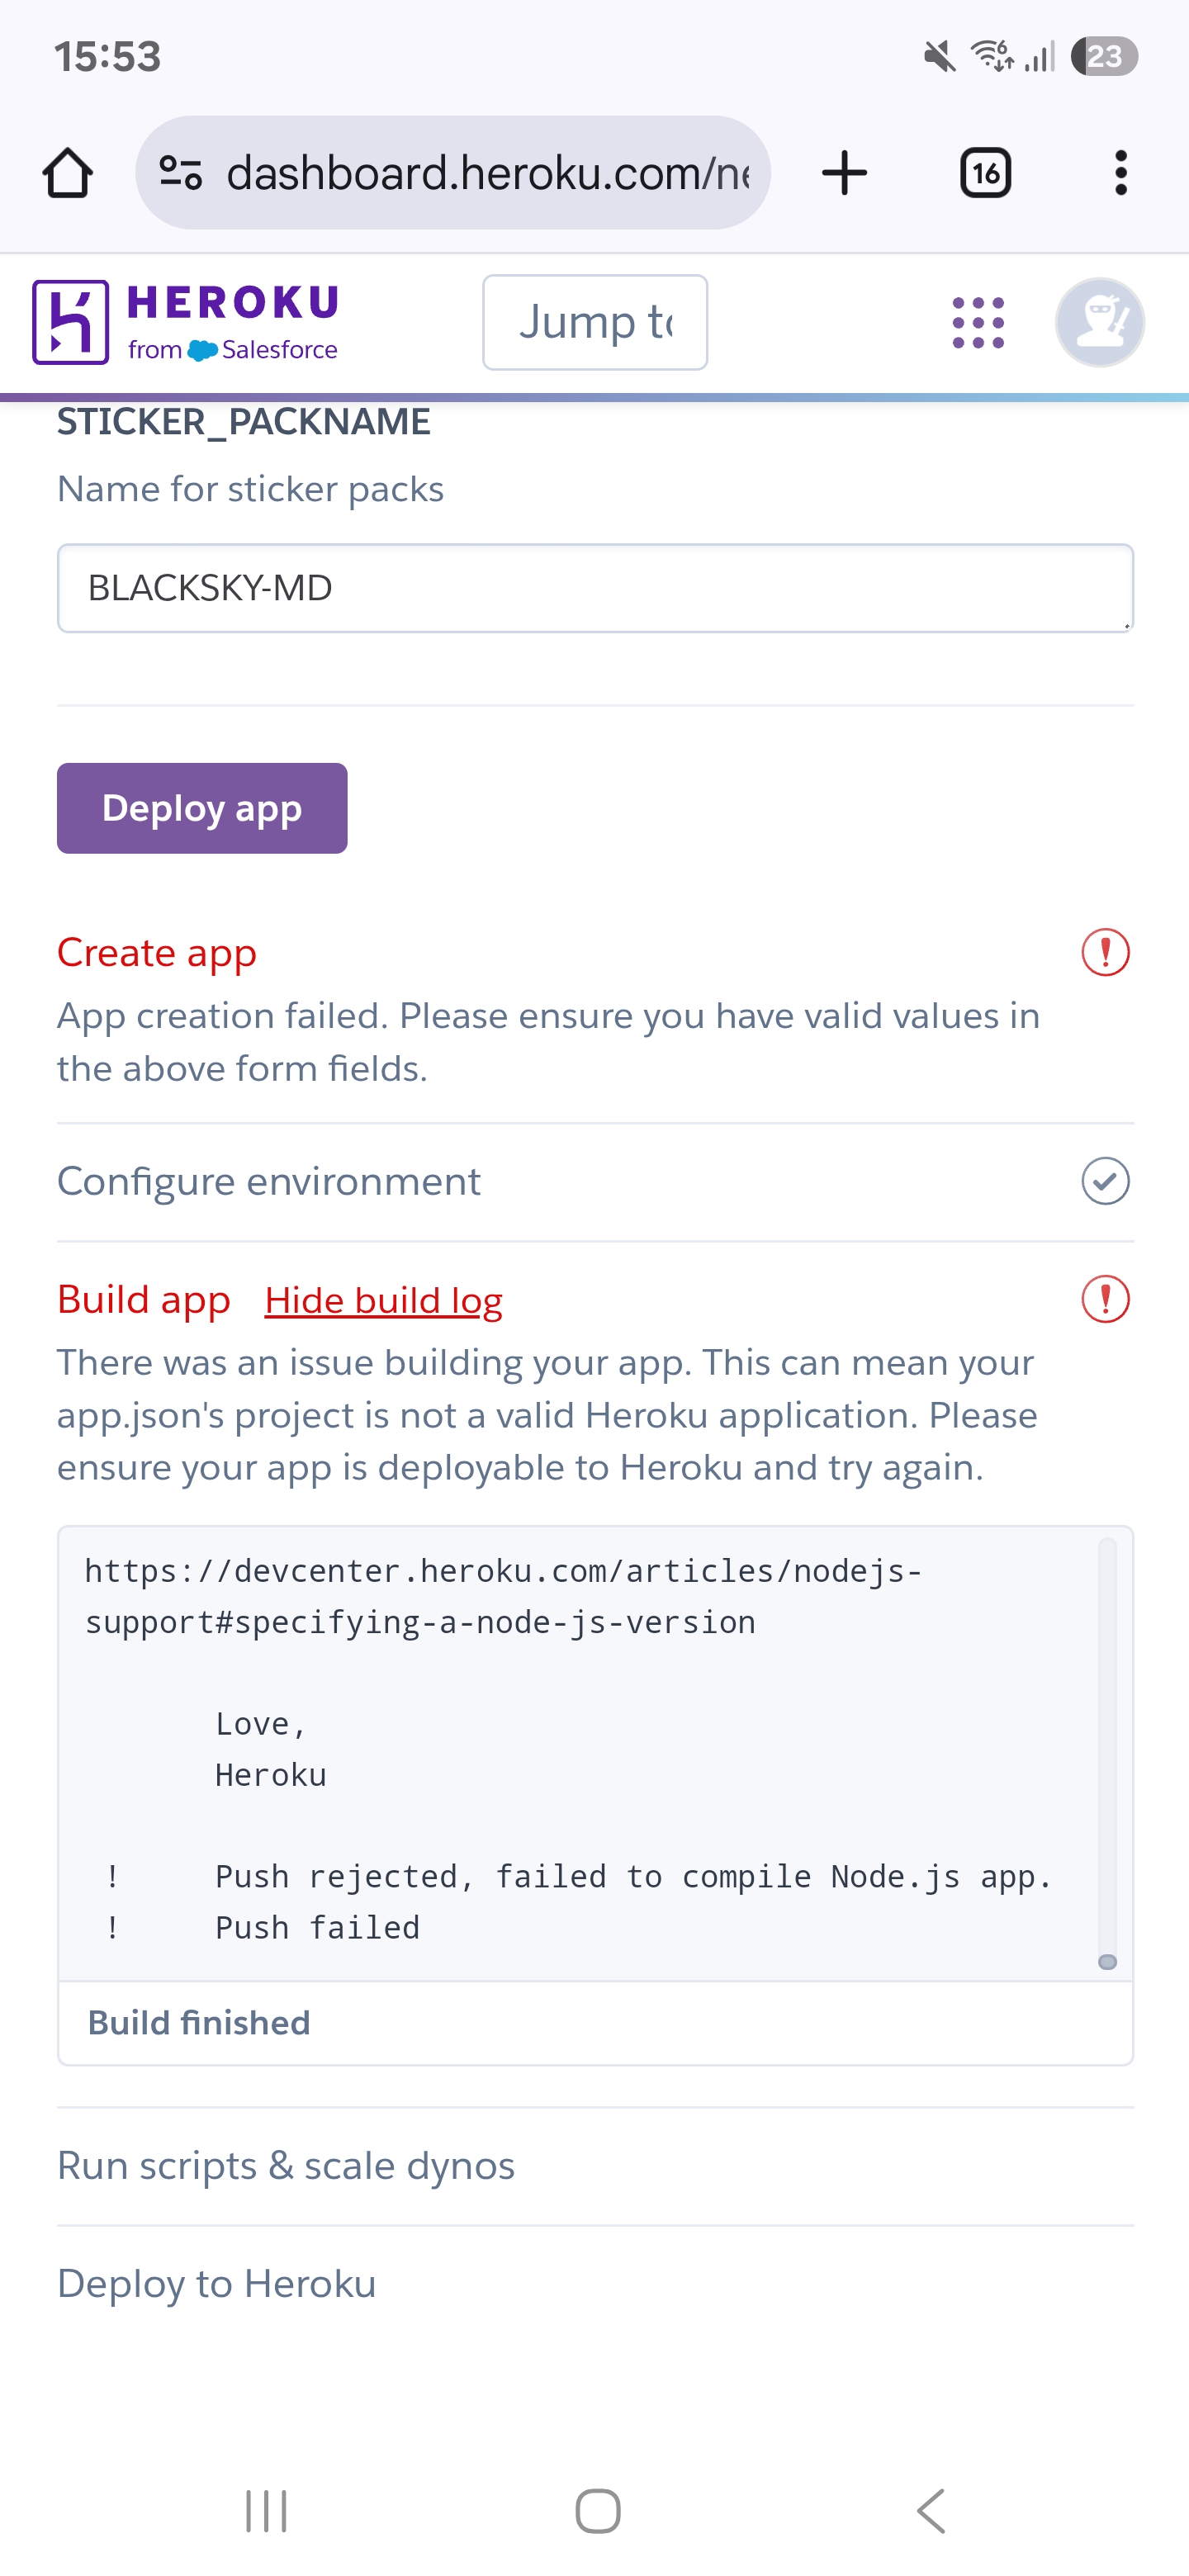 15:53
6
23
dashboard.heroku.com/ne
16
HEROKU
from Salesforce
Jump to
STICKER_PACKNAME
Name for sticker packs
BLACKSKY-MD
Deploy app
Create app
App creation failed. Please ensure you have valid values in
the above form fields.
Configure environment
Build app Hide build log
There was an issue building your app. This can mean your
app.json's project is not a valid Heroku application. Please
ensure your app is deployable to Heroku and try again.
https://devcenter.heroku.com/articles/nodejs-
support#specifying-a-node-js-version
Love,
Heroku
! Push rejected, failed to compile Node.js app.
! Push failed
Build finished
Run scripts & scale dynos
Deploy to Heroku